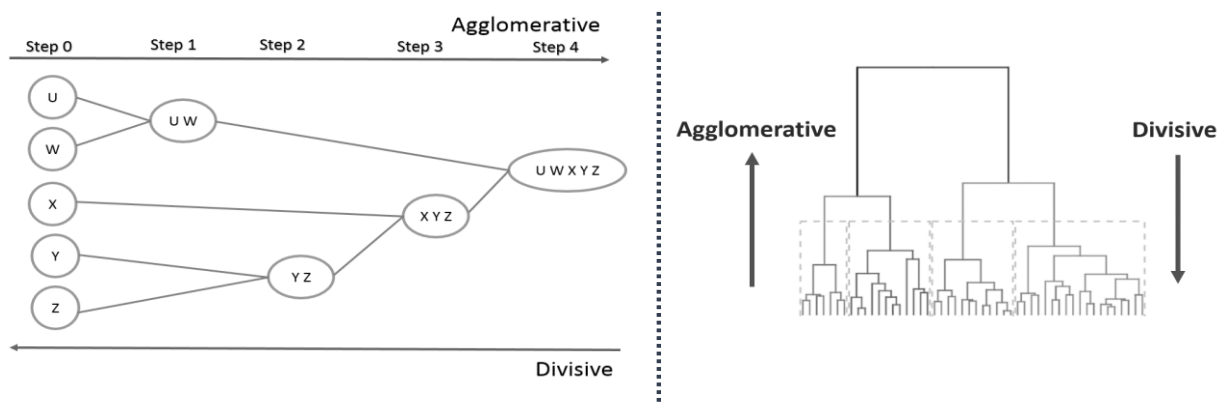 Agglomerative
Step 0 Step 1 Step 2 Step 3 Step 4
U
U W
W
U W X Y Z
X
X Y Z
Y
Y Z
Z
Divisive
Agglomerative
Divisive